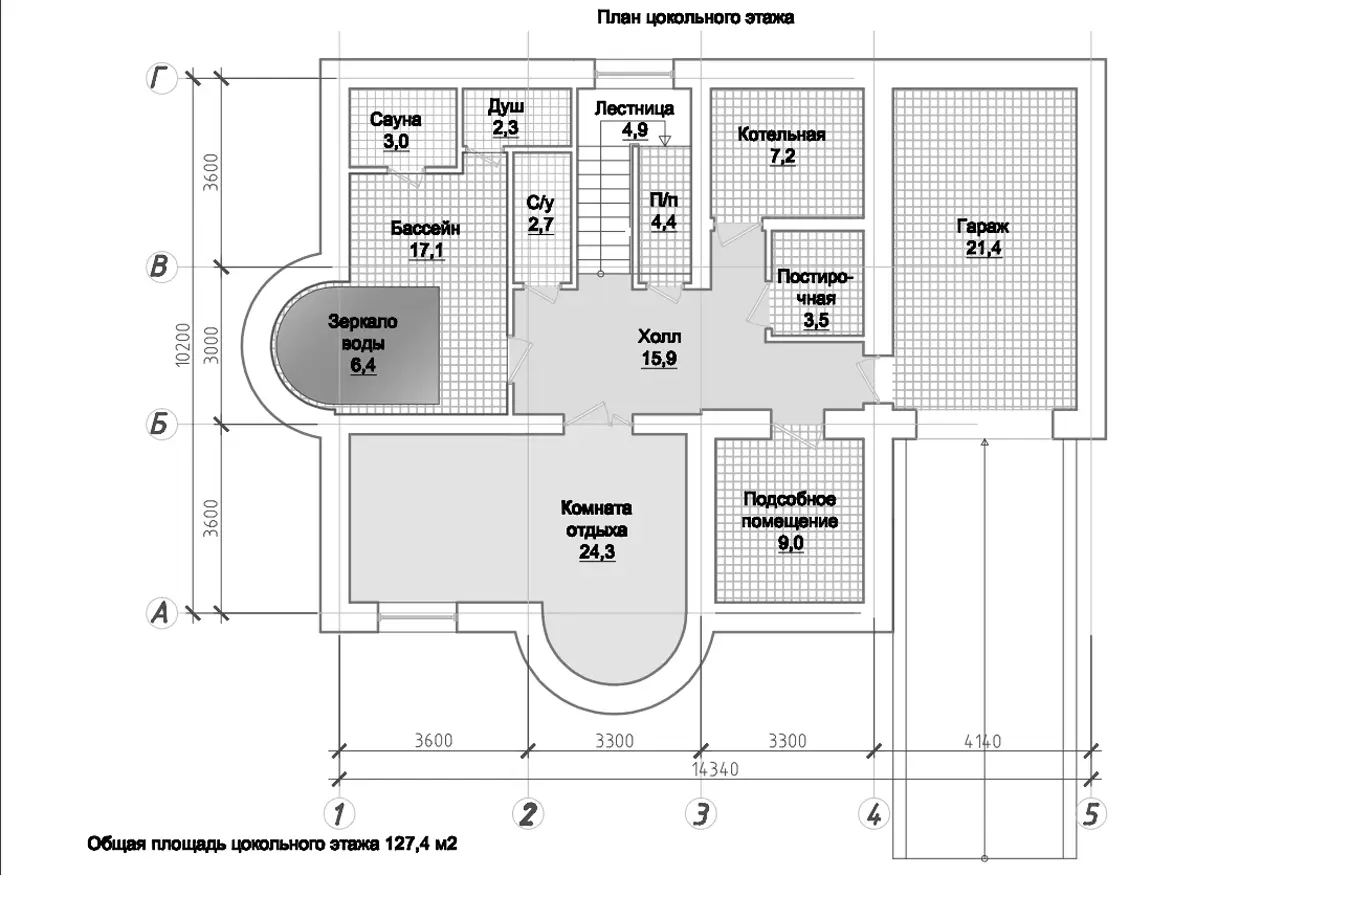 План цокольного этажа
Г
Сауна
3,0
Душ
2,3
Лестница
4,9
Котельная
7,2
3600
С/у
2,7
П/п
4,4
Бассейн
17,1
Гараж
21,4
В
Постиро-
чная
3,5
Зеркало
воды
6,4
Холл
15,9
10200
3000
Б
3600
Комната
отдыха
24,3
Подсобное
помещение
9,0
А
3600
3300
3300
4140
14340
1
2
3
4
5
Общая площадь цокольного этажа 127,4 м2